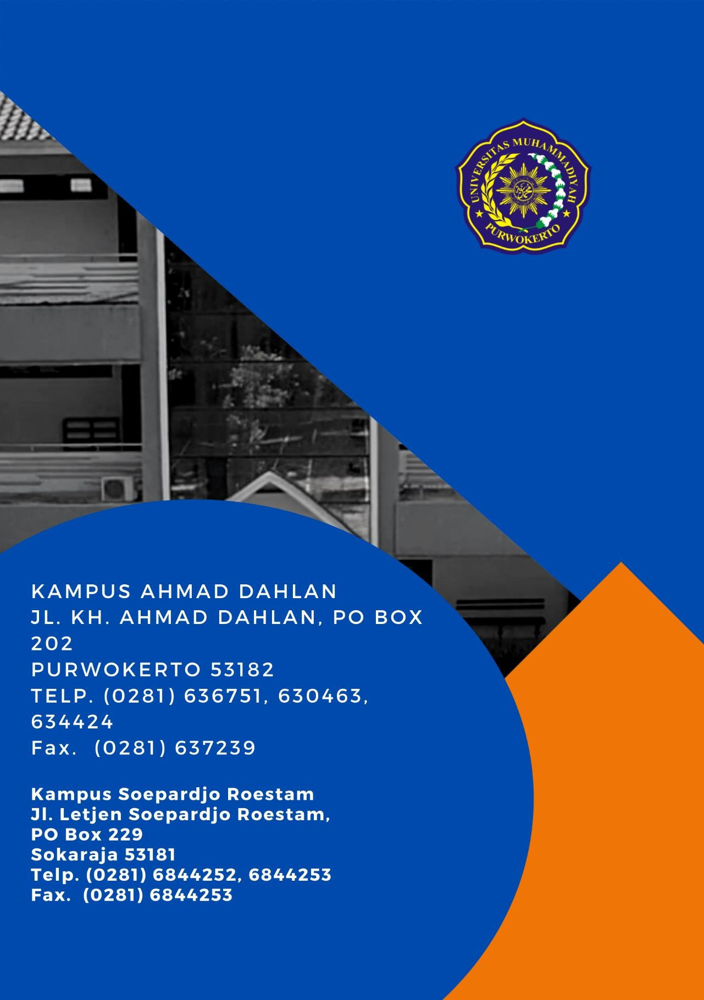 UNIVERSITAS MUHAMMADIYAH
PURWOKERTO
KAMPUS AHMAD DAHLAN
JL. KH. AHMAD DAHLAN, PO BOX
202
PURWOKERTO 53182
TELP. (0281) 636751, 630463,
634424
Fax.  (0281) 637239
Kampus Soepardjo Roestam
Jl. Letjen Soepardjo Roestam,
PO Box 229
Sokaraja 53181
Telp. (0281) 6844252, 6844253
Fax.  (0281) 6844253